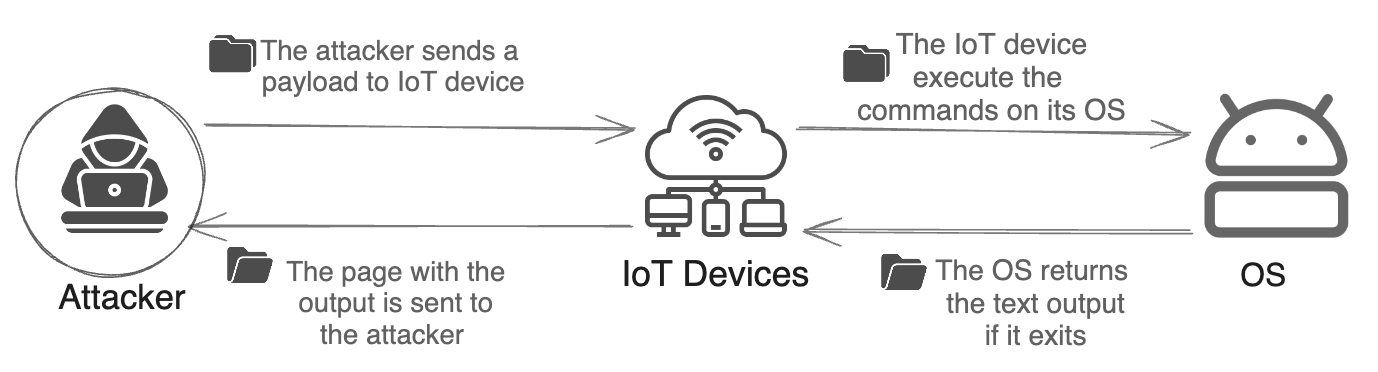 The attacker sends a
payload to IoT device
The IoT device
execute the
commands on its OS
Attacker
IoT Devices
OS
The page with the
output is sent to
the attacker
The OS returns
the text output
if it exits